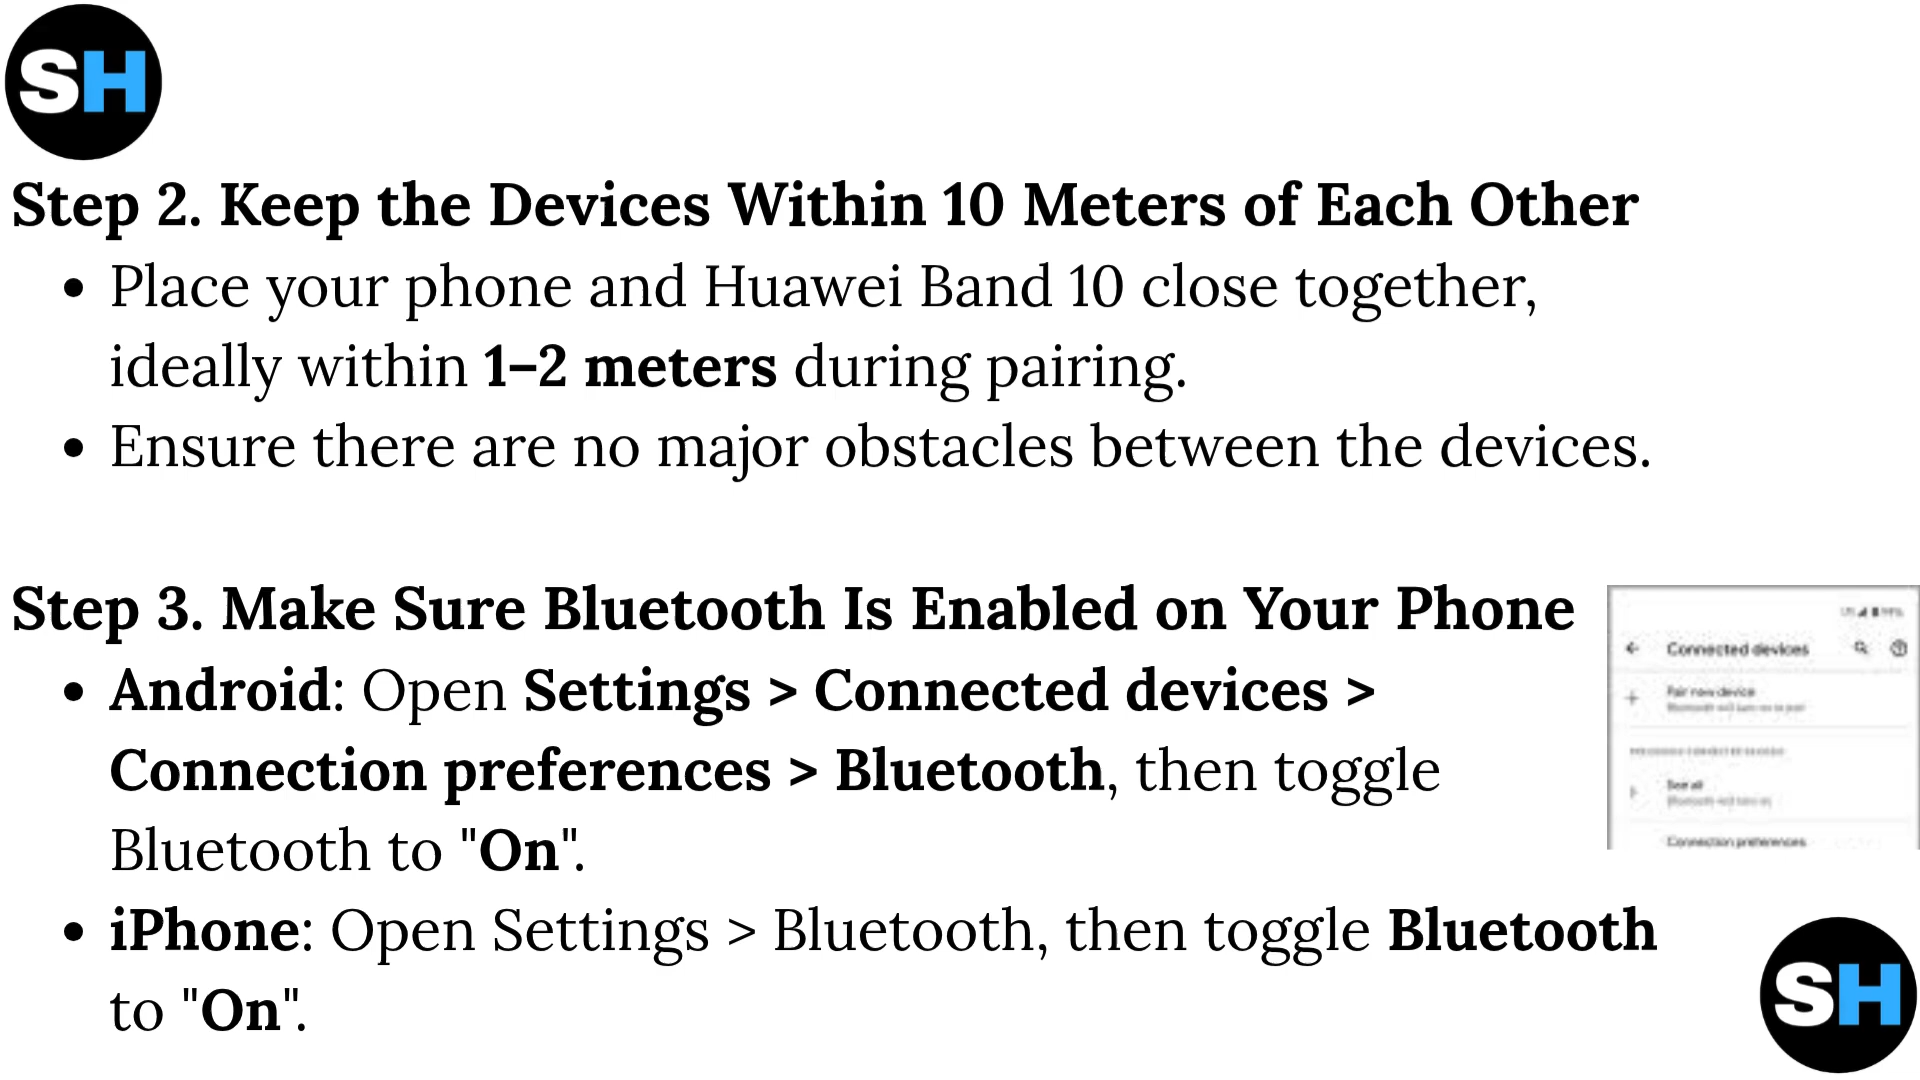 SH
Step 2. Keep the Devices Within 10 Meters of Each Other
• Place your phone and Huawei Band 10 close together,
ideally within 1–2 meters during pairing.
• Ensure there are no major obstacles between the devices.
Step 3. Make Sure Bluetooth Is Enabled on Your Phone
• Android: Open Settings > Connected devices >
Connection preferences > Bluetooth, then toggle
Bluetooth to "On".
• iPhone: Open Settings > Bluetooth, then toggle Bluetooth
to "On".
Connected devices
Pair new device
See all
Connection preferences
SH